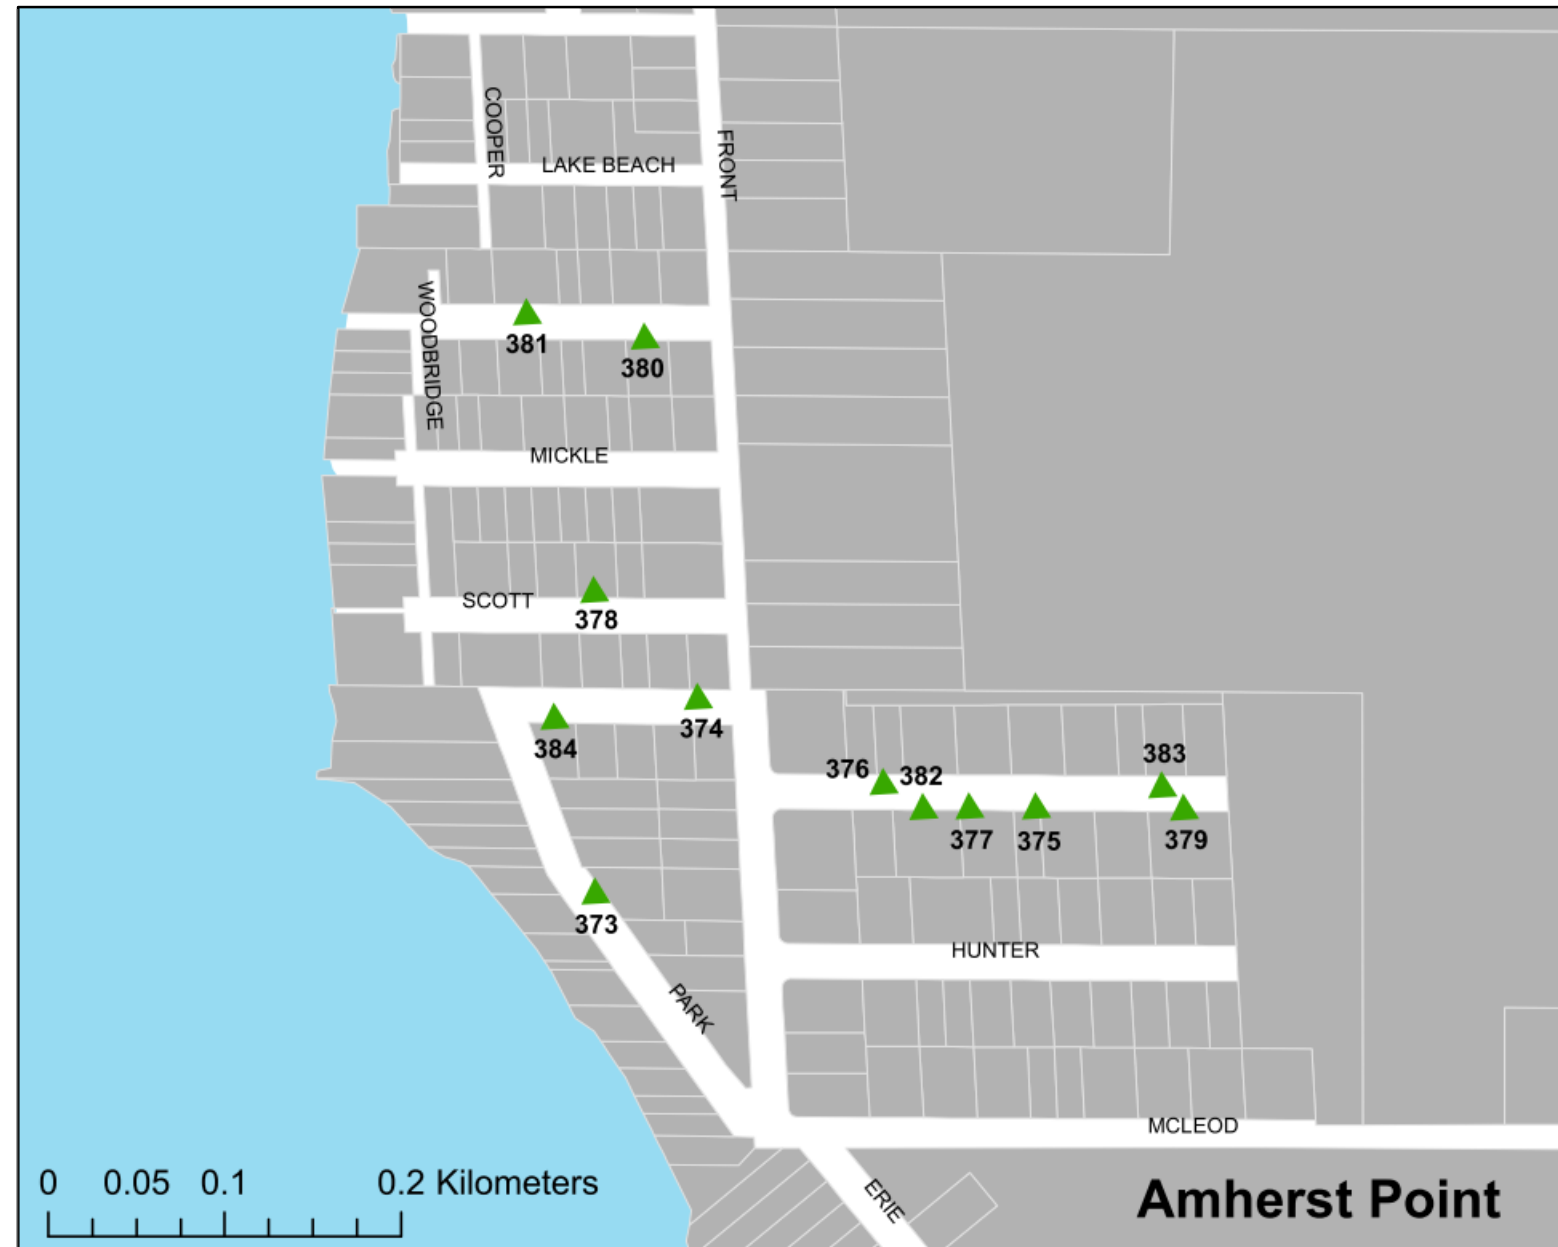 COOPER
FRONT
LAKE BEACH
WOODBRIDGE
381
380
MICKLE
SCOTT
378
374
384
376
382
383
377
375
379
373
HUNTER
PARK
MCLEOD
ERIE
0 0.05 0.1 0.2 Kilometers
Amherst Point